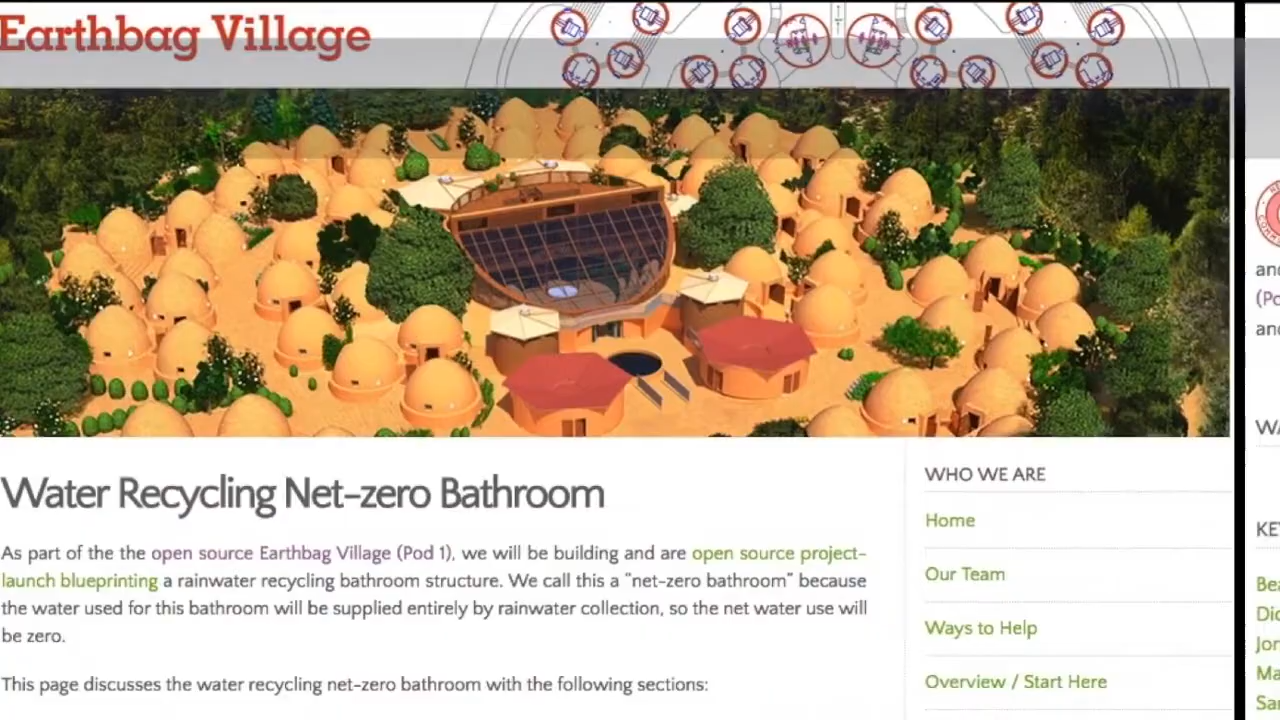 Earthbag Village
Water Recycling Net-zero Bathroom
As part of the the open source Earthbag Village (Pod 1), we will be building and are open source project-
launch blueprinting a rainwater recycling bathroom structure. We call this a "net-zero bathroom" because
the water used for this bathroom will be supplied entirely by rainwater collection, so the net water use will
be zero.
This page discusses the water recycling net-zero bathroom with the following sections:
WHO WE ARE
Home
Our Team
Ways to Help
Overview / Start Here